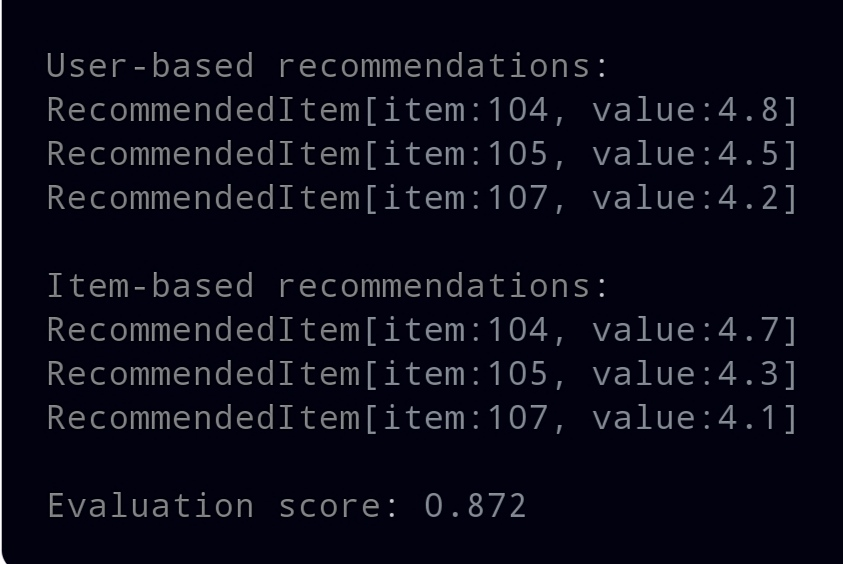 User-based recommendations:
RecommendedItem[item:104, value:4.8]
RecommendedItem[item:105, value:4.5]
RecommendedItem[item:107, value:4.2]
Item-based recommendations:
RecommendedItem[item:104, value:4.7]
RecommendedItem[item:105, value:4.3]
RecommendedItem[item:107, value:4.1]
Evaluation score: 0.872